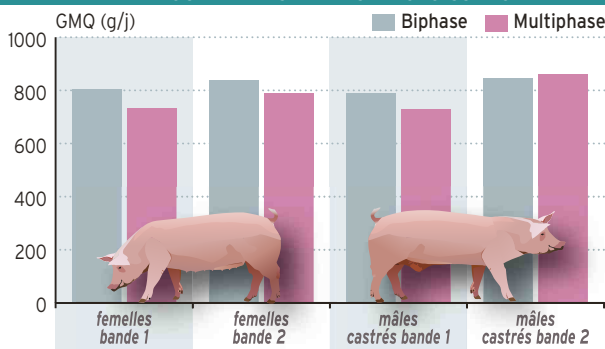 GMQ (g/j)
Biphase Multiphase
1000
800
600
400
200
0
femelles
bande 1
femelles
bande 2
mâles
castrés bande 1
mâles
castrés bande 2